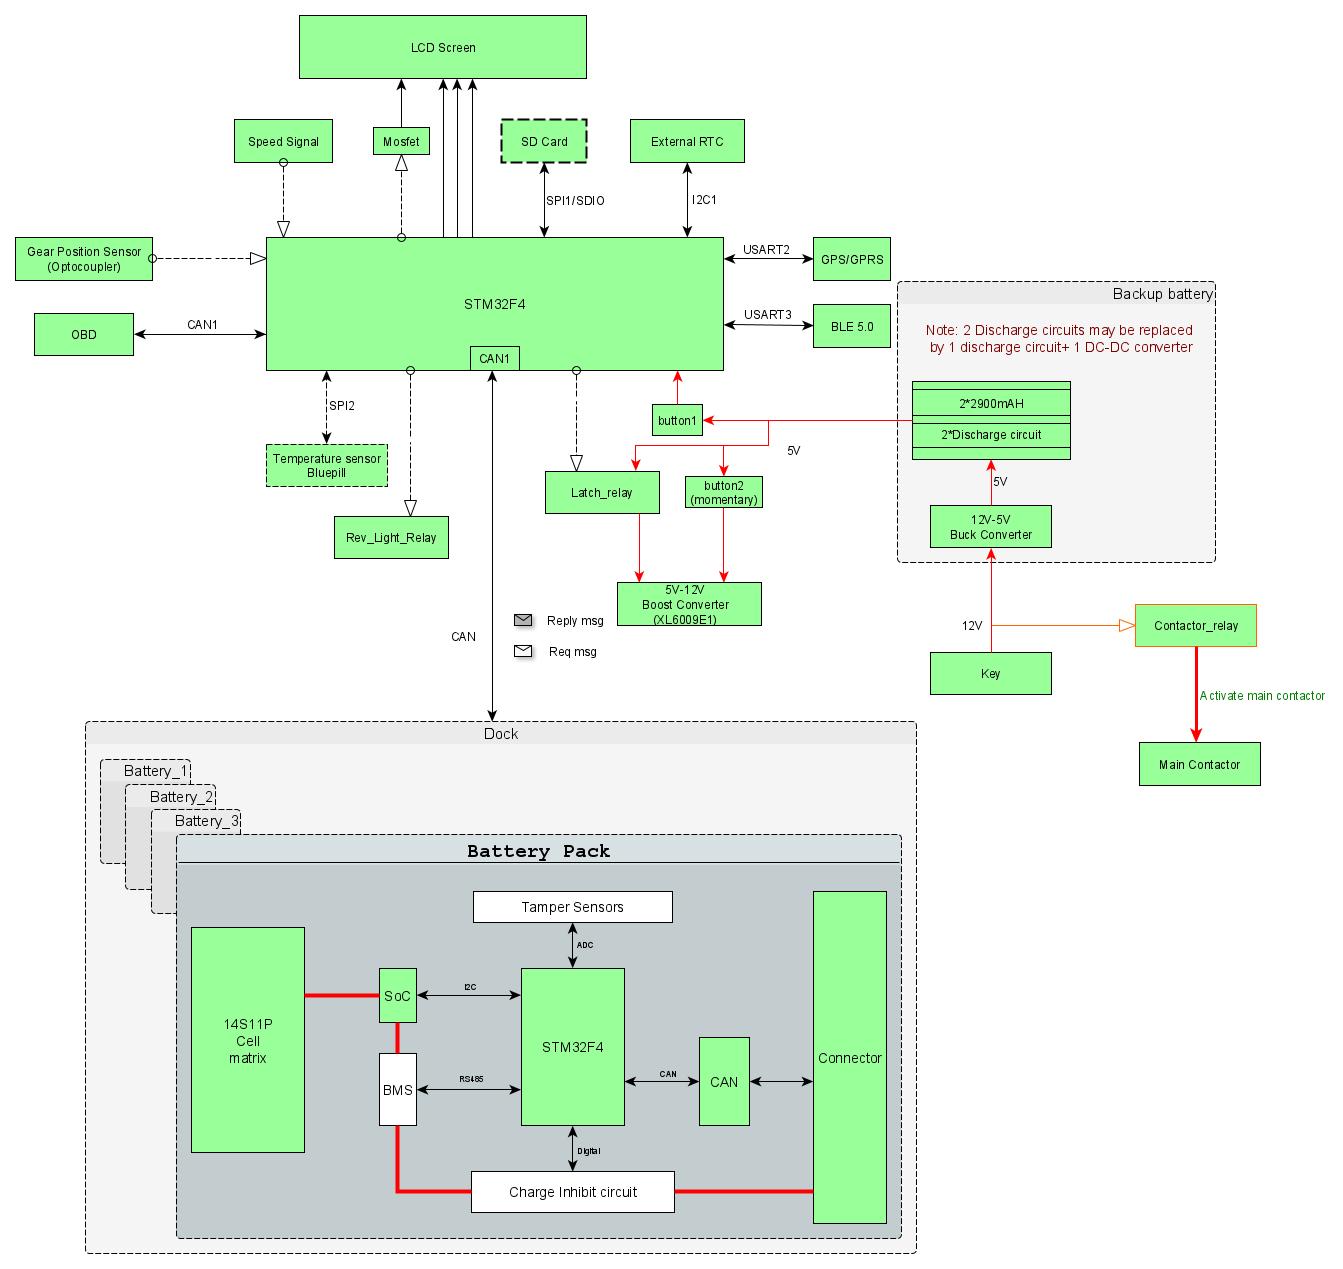 LCD Screen
Speed Signal
Mosfet
SD Card
External RTC
SPI1/SDIO
I2C1
Gear Position Sensor
(Optocoupler)
STM32F4
USART2
GPS/GPRS
OBD
CAN1
USART3
BLE 5.0
CAN1
Backup battery
Note: 2 Discharge circuits may be replaced
by 1 discharge circuit+ 1 DC-DC converter
2*2900mAH
2*Discharge circuit
SPI2
button1
5V
Temperature sensor
Bluepill
Latch_relay
button2
(momentary)
5V
Rev_Light_Relay
12V-5V
Buck Converter
5V-12V
Boost Converter
(XL6009E1)
Reply msg
Req msg
CAN
12V
Contactor_relay
Key
Activate main contactor
Main Contactor
Dock
Battery_1
Battery_2
Battery_3
Battery Pack
Tamper Sensors
ADC
14S11P
Cell
matrix
SoC
I2C
STM32F4
BMS
RS485
CAN
CAN
Connector
Digital
Charge Inhibit circuit